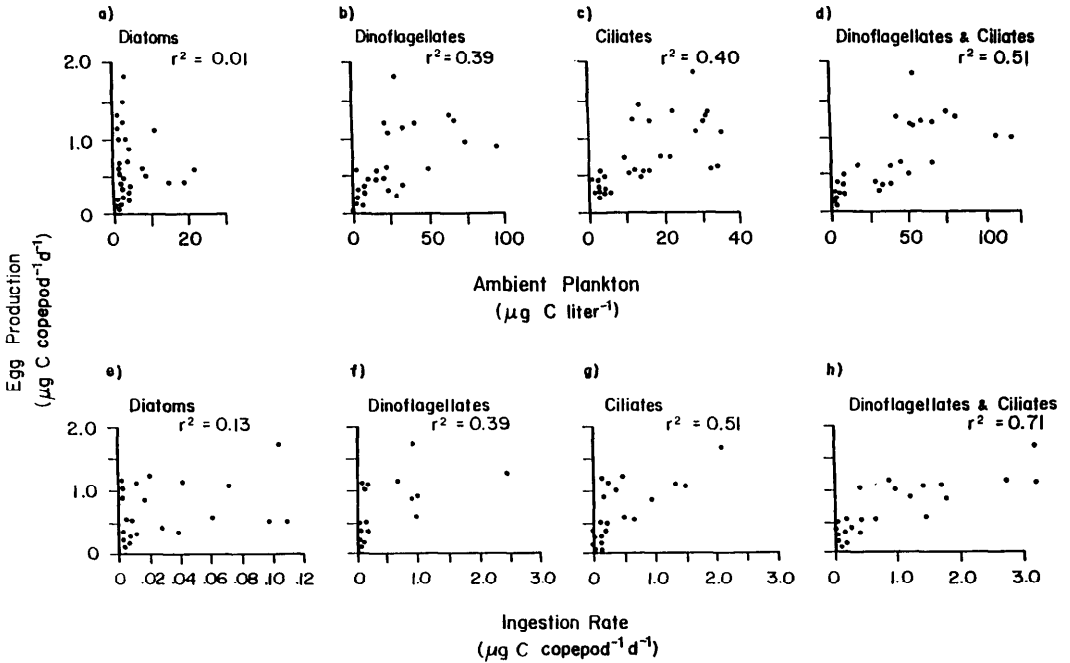 a)
Diatoms
r² = 0.01
b)
Dinoflagellates
r² = 0.39
c)
Ciliates
r² = 0.40
d)
Dinoflagellates & Ciliates
r² = 0.51
2.0
1.0
0
0 10 20
0 50 100
0 20 40
0 50 100
Ambient Plankton
(μg C liter⁻¹)
Egg Production
(μg C copepod⁻¹d⁻¹)
e)
Diatoms
r² = 0.13
f)
Dinoflagellates
r² = 0.39
g)
Ciliates
r² = 0.51
h)
Dinoflagellates & Ciliates
r² = 0.71
2.0
1.0
0
0 .02 .04 .06 .08 .10 .12
0 1.0 2.0 3.0
0 1.0 2.0 3.0
0 1.0 2.0 3.0
Ingestion Rate
(μg C copepod⁻¹ d⁻¹)